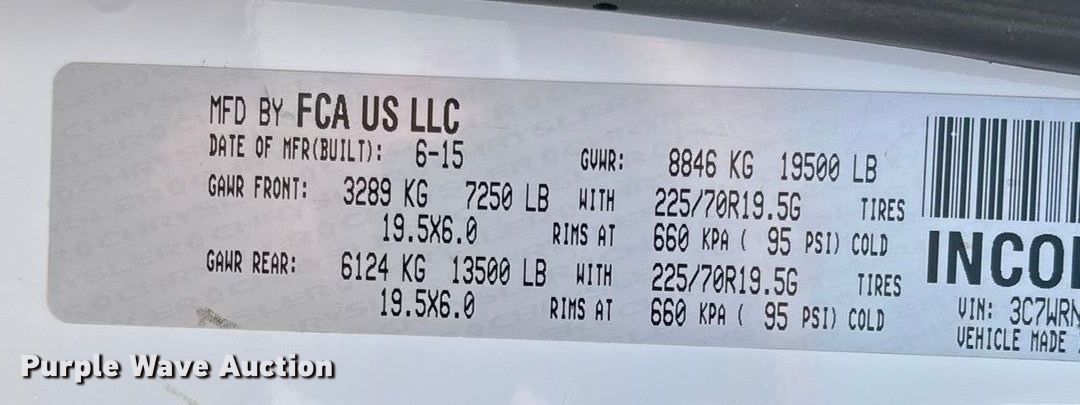 MFD BY FCA US LLC
DATE OF MFR(BUILT): 6-15 GVWR: 8846 KG 19500 LB
GAWR FRONT: 3289 KG 7250 LB WITH 225/70R19.5G TIRES
19.5X6.0 RIMS AT 660 KPA ( 95 PSI) COLD
GAWR REAR: 6124 KG 13500 LB WITH 225/70R19.5G TIRES
19.5X6.0 RIMS AT 660 KPA ( 95 PSI) COLD
VIN:
VEHICLE MADE
Purple Wave Auction